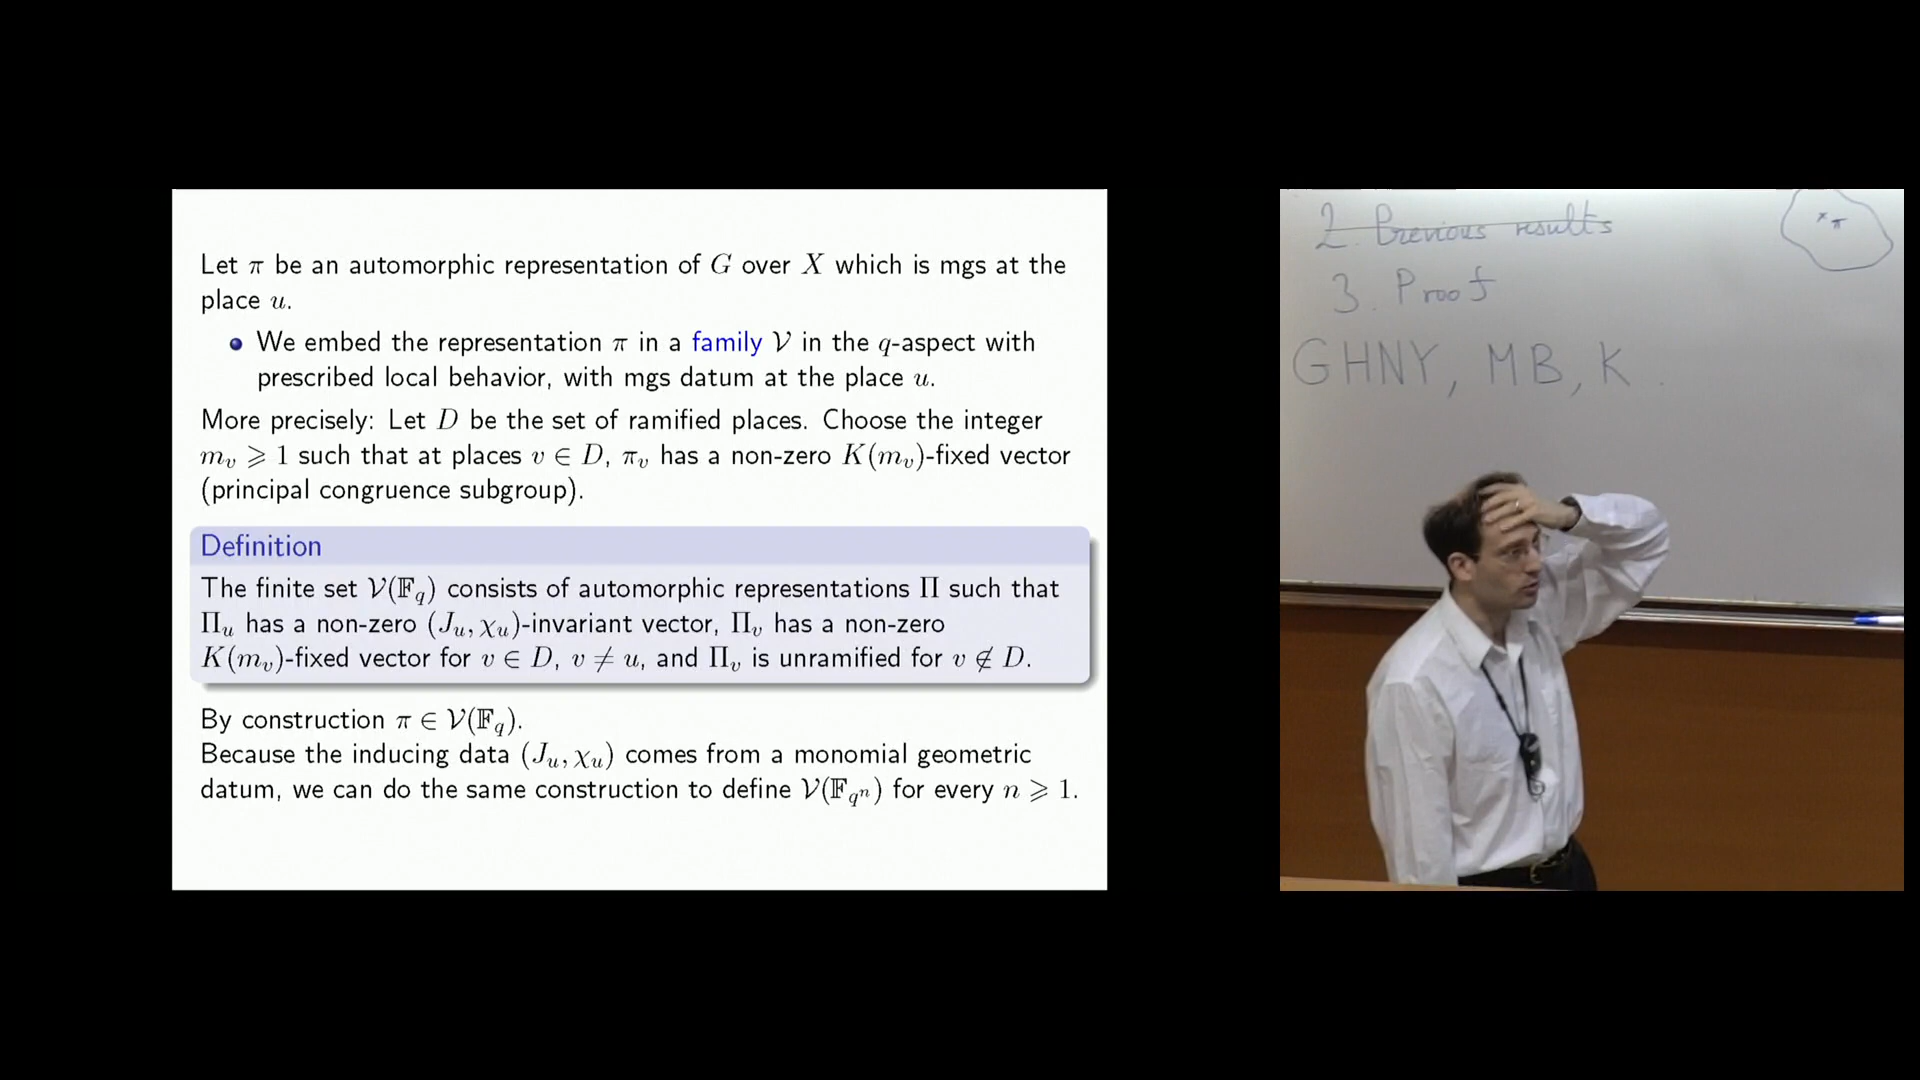 Let π be an automorphic representation of G over X which is mgs at the
place u.
• We embed the representation π in a family 𝒱 in the q-aspect with
prescribed local behavior, with mgs datum at the place u.
More precisely: Let D be the set of ramified places. Choose the integer
m_v ⩾ 1 such that at places v ∈ D, π_v has a non-zero K(m_v)-fixed vector
(principal congruence subgroup).
Definition
The finite set 𝒱(𝔽_q) consists of automorphic representations Π such that
Π_u has a non-zero (J_u, χ_u)-invariant vector, Π_v has a non-zero
K(m_v)-fixed vector for v ∈ D, v ≠ u, and Π_v is unramified for v ∉ D.
By construction π ∈ 𝒱(𝔽_q).
Because the inducing data (J_u, χ_u) comes from a monomial geometric
datum, we can do the same construction to define 𝒱(𝔽_{q^n}) for every n ⩾ 1.
2. Previous results
x π
3. Proof
GHNY, MB, K.